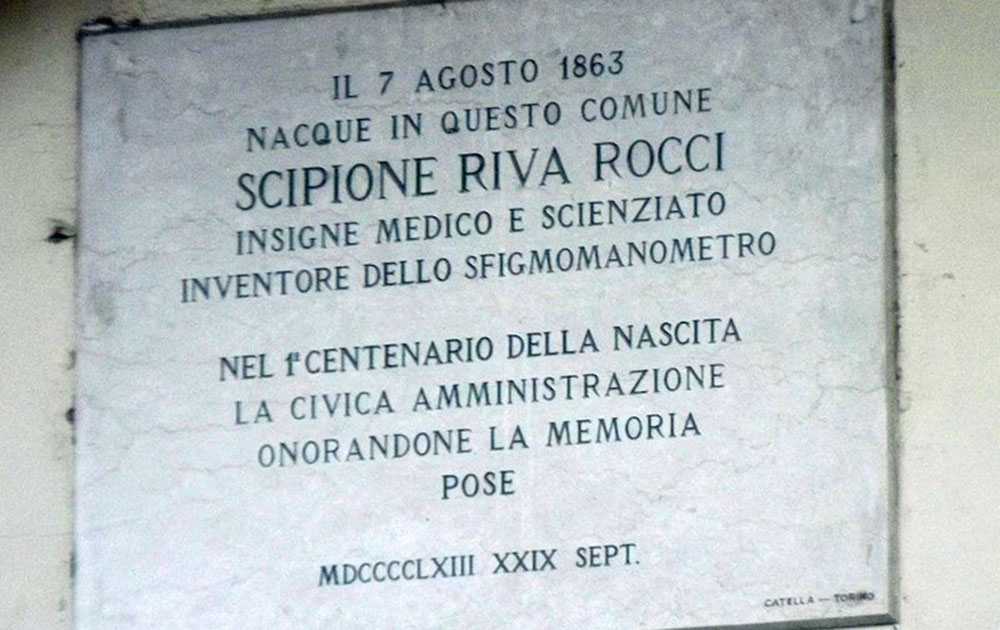 IL 7 AGOSTO 1863
NACQUE IN QUESTO COMUNE
SCIPIONE RIVA ROCCI
INSIGNE MEDICO E SCIENZIATO
INVENTORE DELLO SFIGMOMANOMETRO
NEL 1° CENTENARIO DELLA NASCITA
LA CIVICA AMMINISTRAZIONE
ONORANDONE LA MEMORIA
POSE
MDCCCCLXIII XXIX SEPT.
CATELLA — TORINO